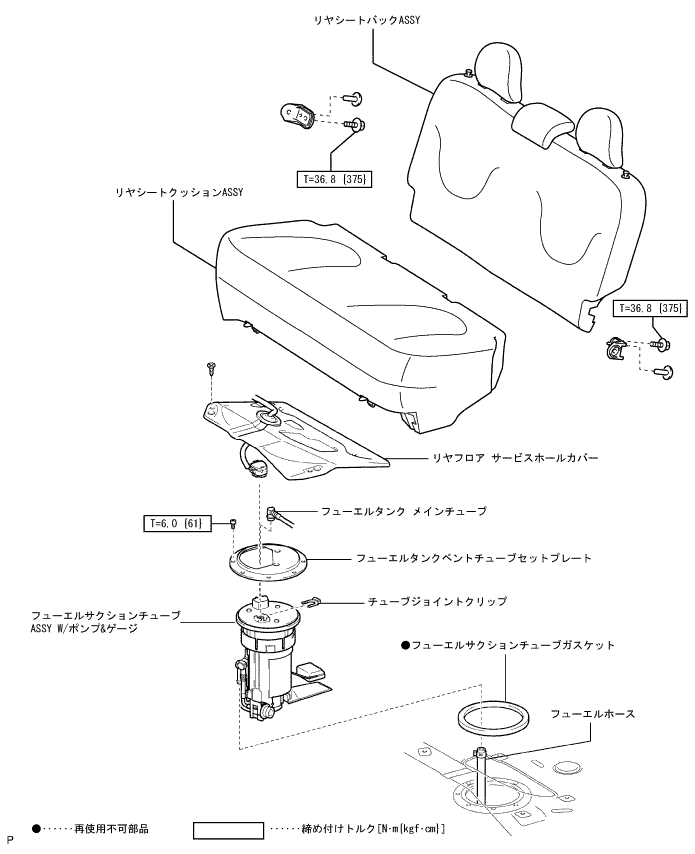 リヤシートバックASSY
T=36.8 {375}
リヤシートクッションASSY
T=36.8 {375}
リヤフロア サービスホールカバー
フューエルタンク メインチューブ
T=6.0 {61}
フューエルタンクベントチューブセットプレート
チューブジョイントクリップ
フューエルサクションチューブ
ASSY W/ポンプ&ゲージ
●フューエルサクションチューブガスケット
フューエルホース
●‥‥‥再使用不可部品
‥‥‥締め付けトルク[N･m{kgf･cm}]
P